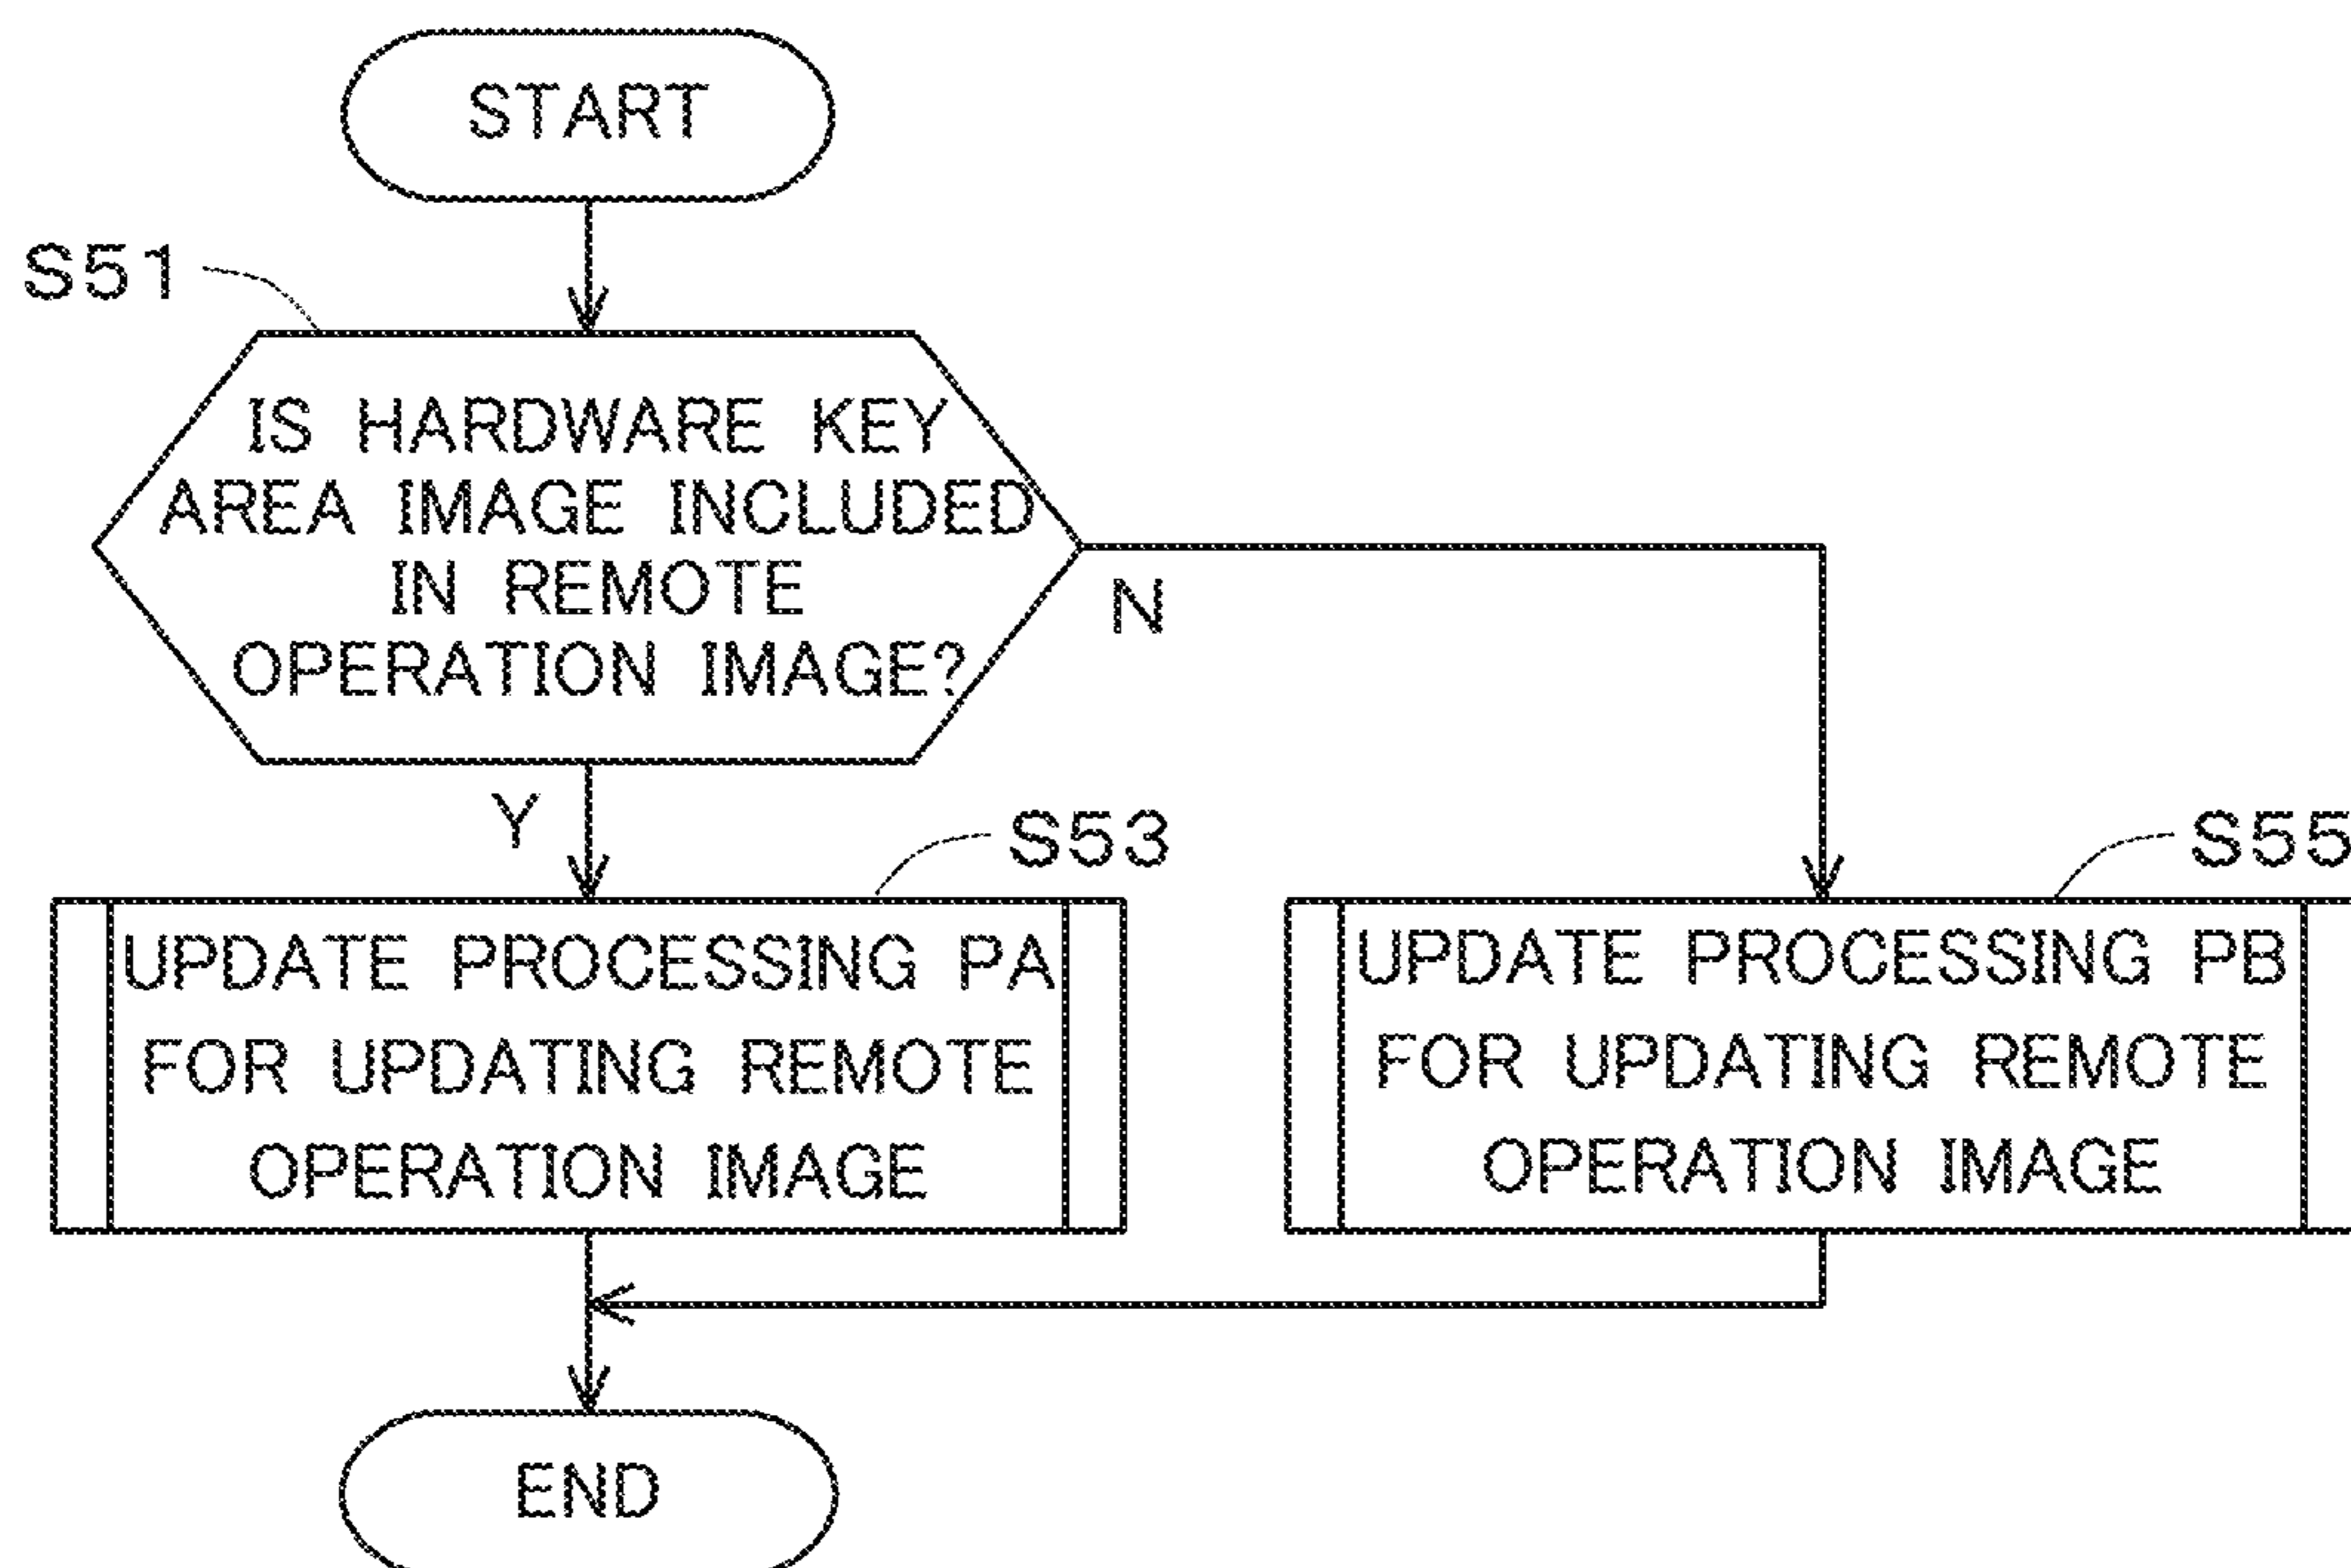 START
S51
IS HARDWARE KEY
AREA IMAGE INCLUDED
IN REMOTE
OPERATION IMAGE?
N
Y
S53
UPDATE PROCESSING PA
FOR UPDATING REMOTE
OPERATION IMAGE
S55
UPDATE PROCESSING PB
FOR UPDATING REMOTE
OPERATION IMAGE
END